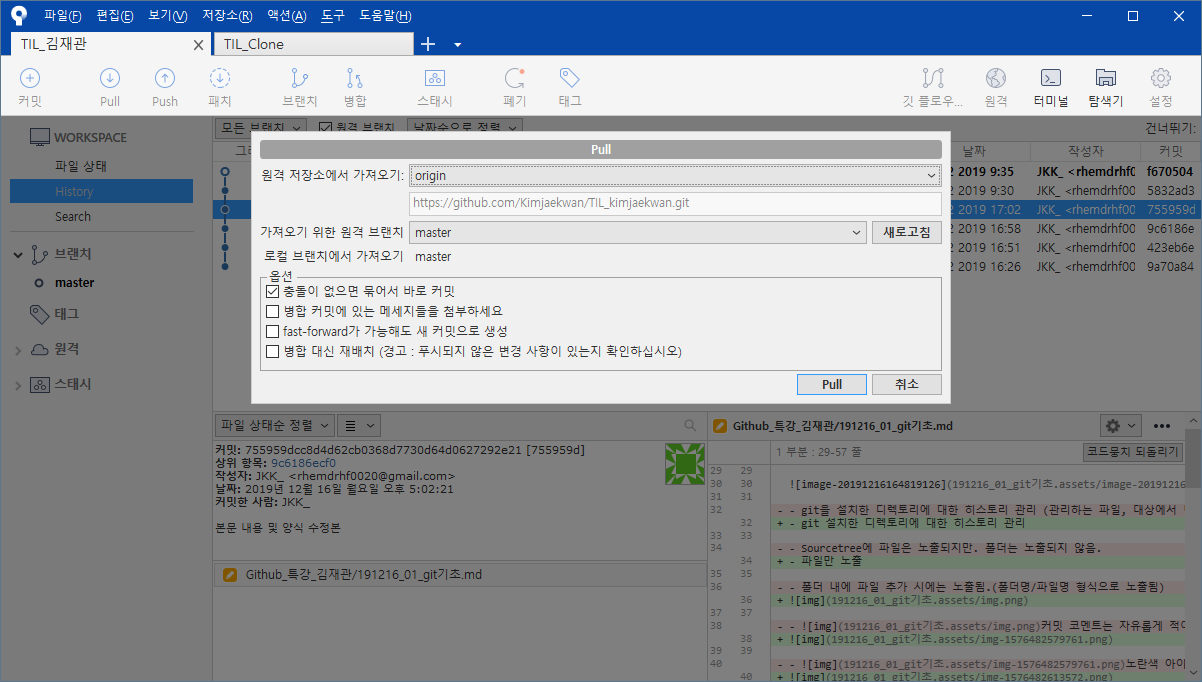 파일(F) 편집(E) 보기(V) 저장소(R) 액션(A) 도구 도움말(H)
TIL_김재관 TIL_Clone
커밋 Pull Push 패치 브랜치 병합 스태시 폐기 태그 깃 플로우... 원격 터미널 탐색기 설정
WORKSPACE
파일 상태
History
Search
브랜치
master
태그
원격
스태시
모든 브랜치 원격 브랜치 날짜순으로 정렬 건너뛰기:
날짜 작성자 커밋
2019 9:35 JKK_ <rhemdrhf00 f670504
2019 9:30 JKK_ <rhemdrhf00 5832ad3
2019 17:02 JKK_ <rhemdrhf00 755959d
2019 16:58 JKK_ <rhemdrhf00 9c6186e
2019 16:51 JKK_ <rhemdrhf00 423eb6e
2019 16:26 JKK_ <rhemdrhf00 9a70a84
Pull
원격 저장소에서 가져오기: origin
https://github.com/Kimjaekwan/TIL_kimjaekwan.git
가져오기 위한 원격 브랜치 master 새로고침
로컬 브랜치에서 가져오기 master
옵션
충돌이 없으면 묶어서 바로 커밋
병합 커밋에 있는 메세지들을 첨부하세요
fast-forward가 가능해도 새 커밋으로 생성
병합 대신 재배치 (경고 : 푸시되지 않은 변경 사항이 있는지 확인하십시오)
Pull 취소
파일 상태순 정렬
커밋: 755959dcc8d4d62cb0368d7730d64d0627292e21 [755959d]
상위 항목: 9c6186ecf0
작성자: JKK_ <rhemdrhf0020@gmail.com>
날짜: 2019년 12월 16일 월요일 오후 5:02:21
커밋한 사람: JKK_
본문 내용 및 양식 수정본
Github_특강_김재관/191216_01_git기초.md
Github_특강_김재관/191216_01_git기초.md
1 부분 : 29-57 줄 코드뭉치 되돌리기
29 29
30 30 ![image-20191216164819126](191216_01_git기초.assets/image-20191216
31 31
32 - - git을 설치한 디렉토리에 대한 히스토리 관리 (관리하는 파일, 대상에서
32 + - git 설치한 디렉토리에 대한 히스토리 관리
33 33
34 - - Sourcetree에 파일은 노출되지만. 폴더는 노출되지 않음.
34 + - 파일만 노출
35 35
36 - - 폴더 내에 파일 추가 시에는 노출됨.(폴더명/파일명 형식으로 노출됨)
36 + ![img](191216_01_git기초.assets/img.png)
37 37
38 - - ![img](191216_01_git기초.assets/img.png)커밋 코멘트는 자유롭게 적어
38 + ![img](191216_01_git기초.assets/img-1576482579761.png)
39 39
40 - - ![img](191216_01_git기초.assets/img-1576482579761.png)노란색 아이
40 + ![img](191216_01_git기초.assets/img-1576482613572.png)